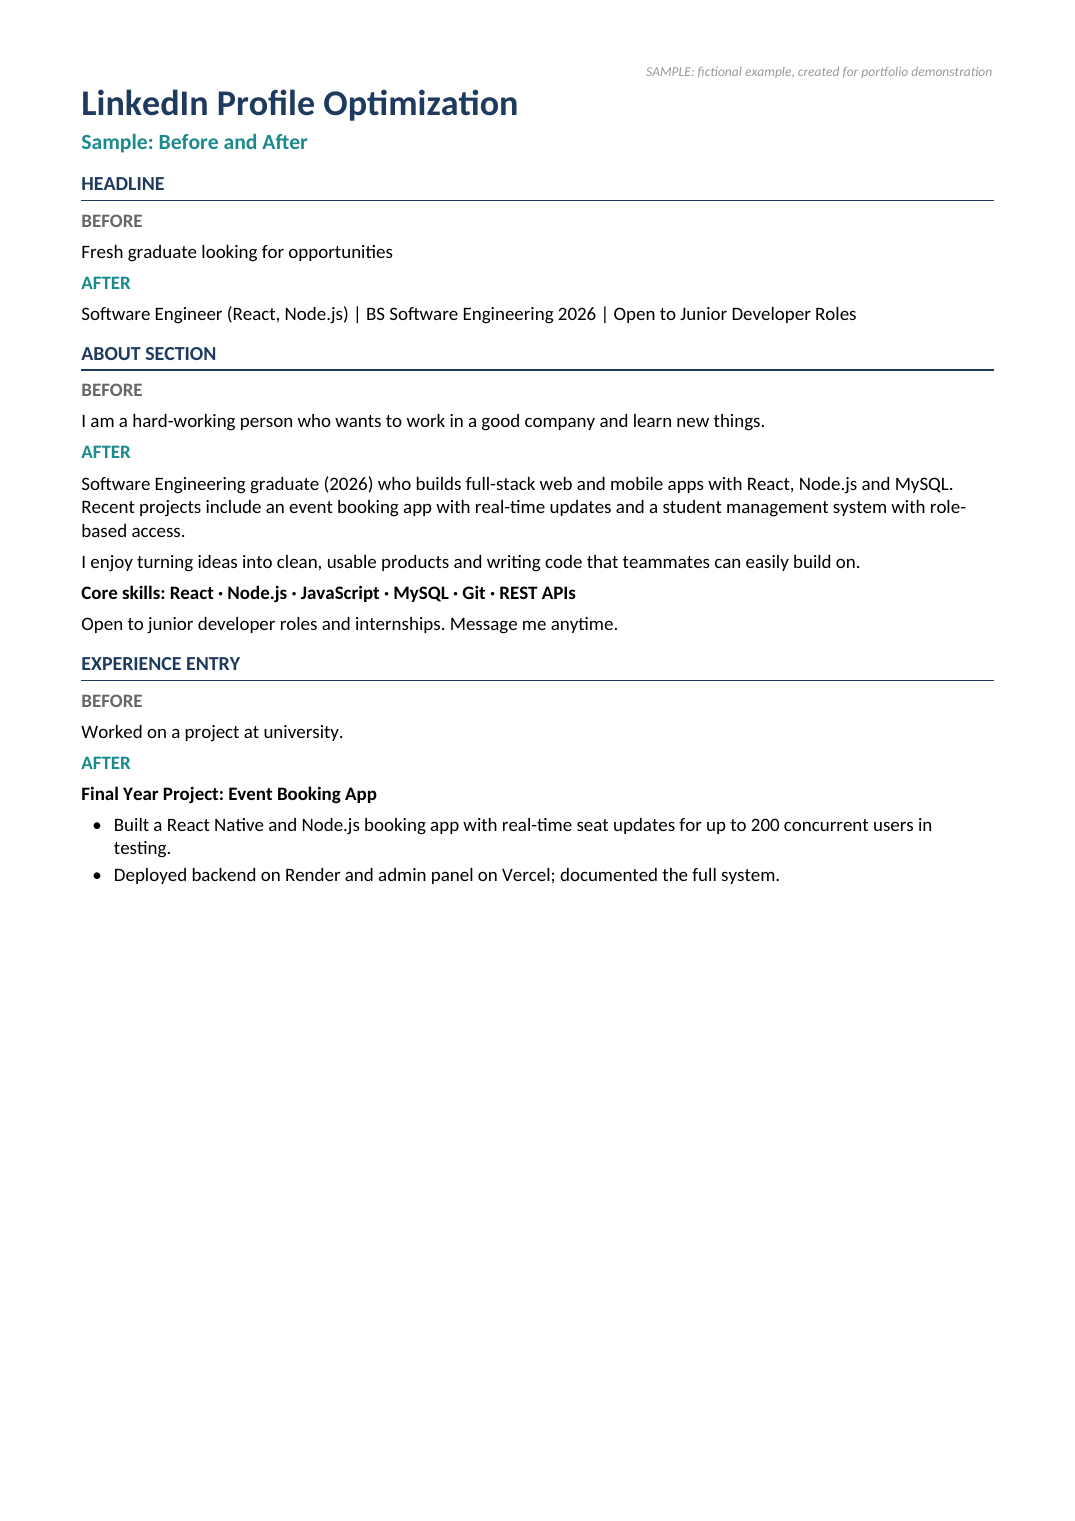 SAMPLE: fictional example, created for portfolio demonstration
LinkedIn Profile Optimization
Sample: Before and After
HEADLINE
BEFORE
Fresh graduate looking for opportunities
AFTER
Software Engineer (React, Node.js) | BS Software Engineering 2026 | Open to Junior Developer Roles
ABOUT SECTION
BEFORE
I am a hard-working person who wants to work in a good company and learn new things.
AFTER
Software Engineering graduate (2026) who builds full-stack web and mobile apps with React, Node.js and MySQL.
Recent projects include an event booking app with real-time updates and a student management system with role-
based access.
I enjoy turning ideas into clean, usable products and writing code that teammates can easily build on.
Core skills: React · Node.js · JavaScript · MySQL · Git · REST APIs
Open to junior developer roles and internships. Message me anytime.
EXPERIENCE ENTRY
BEFORE
Worked on a project at university.
AFTER
Final Year Project: Event Booking App
• Built a React Native and Node.js booking app with real-time seat updates for up to 200 concurrent users in
testing.
• Deployed backend on Render and admin panel on Vercel; documented the full system.